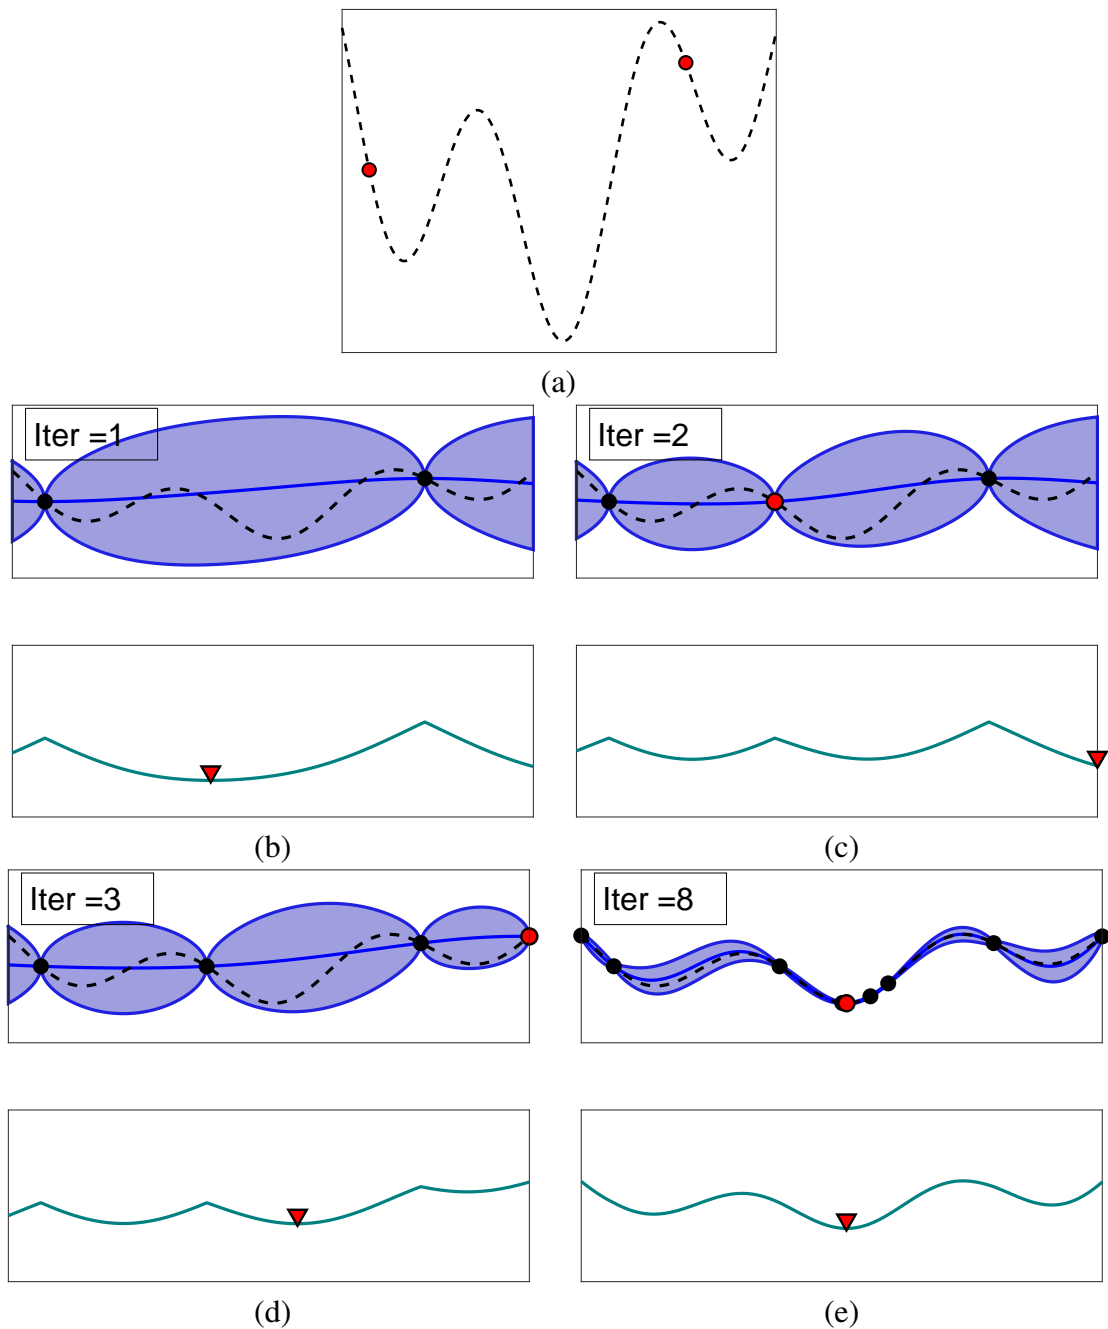 (a)
Iter =1
Iter =2
(b)
(c)
Iter =3
Iter =8
(d)
(e)